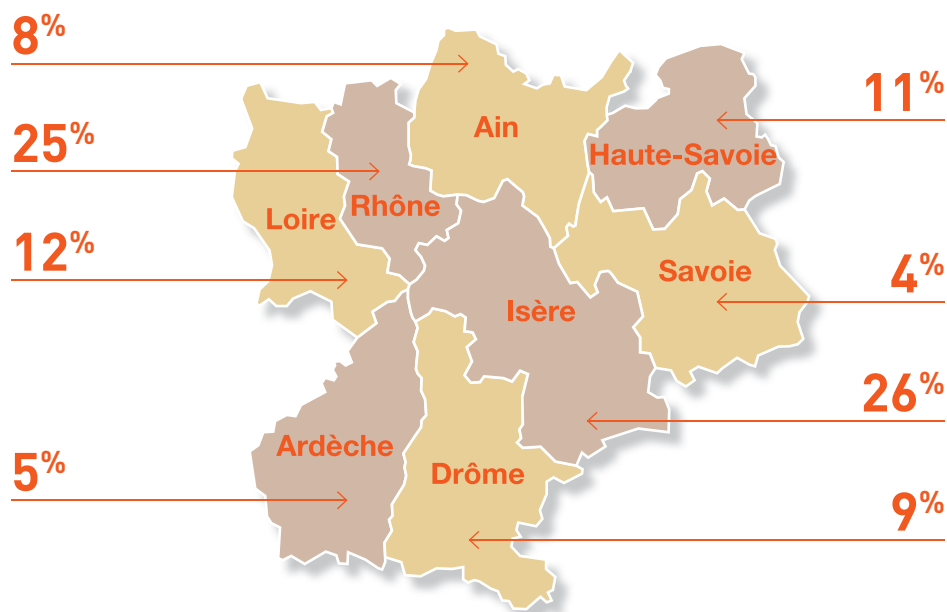 8%
11%
Ain
25%
Haute-Savoie
Rhône
Loire
12%
Savoie
4%
Isère
26%
Ardèche
5%
Drôme
9%